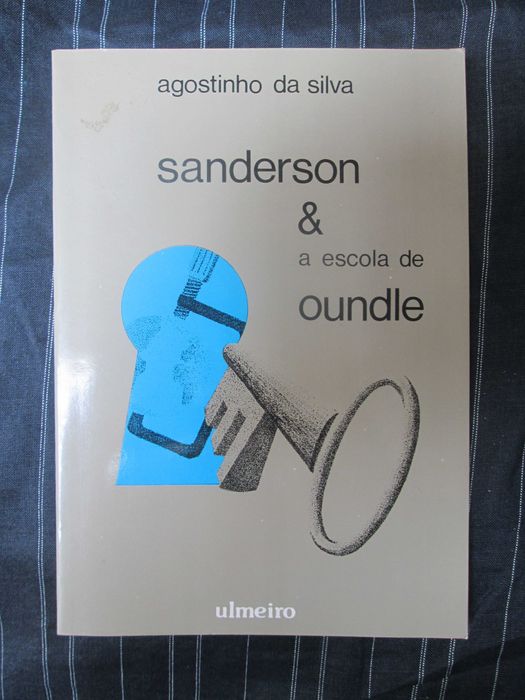 agostinho da silva
sanderson
&
a escola de
oundle
ulmeiro